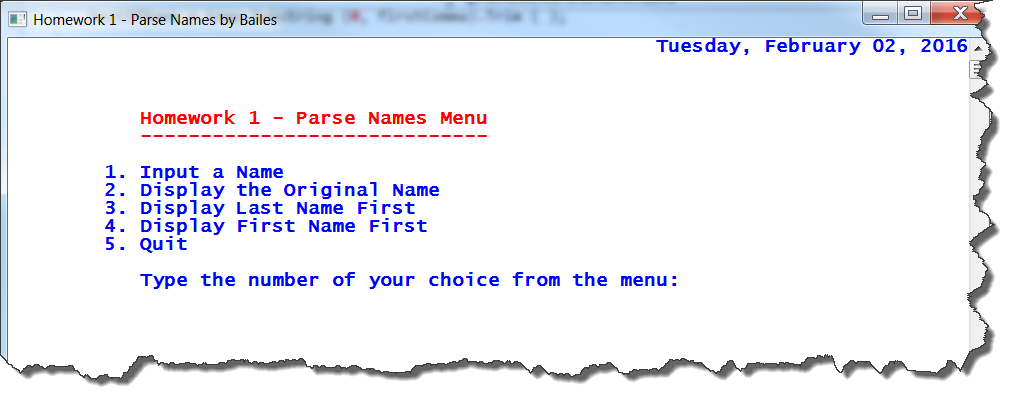 Homework 1 - Parse Names by Bailes
Tuesday, February 02, 2016
Homework 1 - Parse Names Menu
-----------------------------
1. Input a Name
2. Display the Original Name
3. Display Last Name First
4. Display First Name First
5. Quit
Type the number of your choice from the menu: